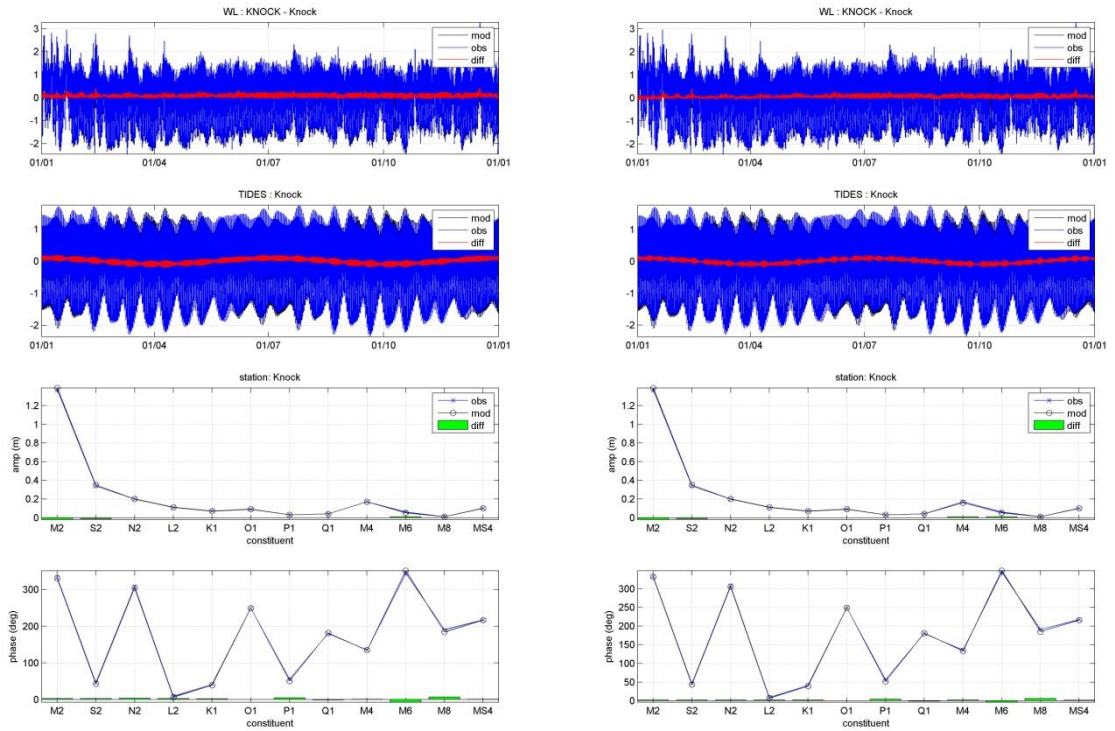 WL : KNOCK - Knock
3
2
1
0
-1
-2
mod
obs
diff
01/01 01/04 01/07 01/10 01/01
TIDES : Knock
1
0
-1
-2
mod
obs
diff
01/01 01/04 01/07 01/10 01/01
station: Knock
amp (m)
1.2
1
0.8
0.6
0.4
0.2
0
obs
mod
diff
M2 S2 N2 L2 K1 O1 P1 Q1 M4 M6 M8 MS4
constituent
phase (deg)
300
200
100
0
M2 S2 N2 L2 K1 O1 P1 Q1 M4 M6 M8 MS4
constituent
WL : KNOCK - Knock
3
2
1
0
-1
-2
mod
obs
diff
01/01 01/04 01/07 01/10 01/01
TIDES : Knock
1
0
-1
-2
mod
obs
diff
01/01 01/04 01/07 01/10 01/01
station: Knock
amp (m)
1.2
1
0.8
0.6
0.4
0.2
0
obs
mod
diff
M2 S2 N2 L2 K1 O1 P1 Q1 M4 M6 M8 MS4
constituent
phase (deg)
300
250
200
150
100
50
0
M2 S2 N2 L2 K1 O1 P1 Q1 M4 M6 M8 MS4
constituent